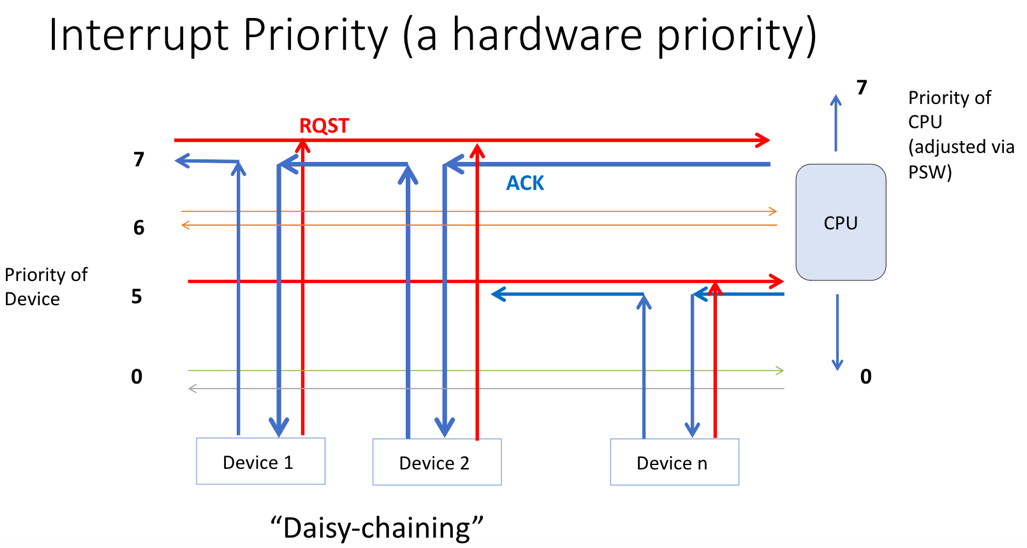 Interrupt Priority (a hardware priority)
7
Priority of
CPU
(adjusted via
PSW)
RQST
7
ACK
6
CPU
Priority of
Device
5
0
0
Device 1
Device 2
Device n
“Daisy-chaining”